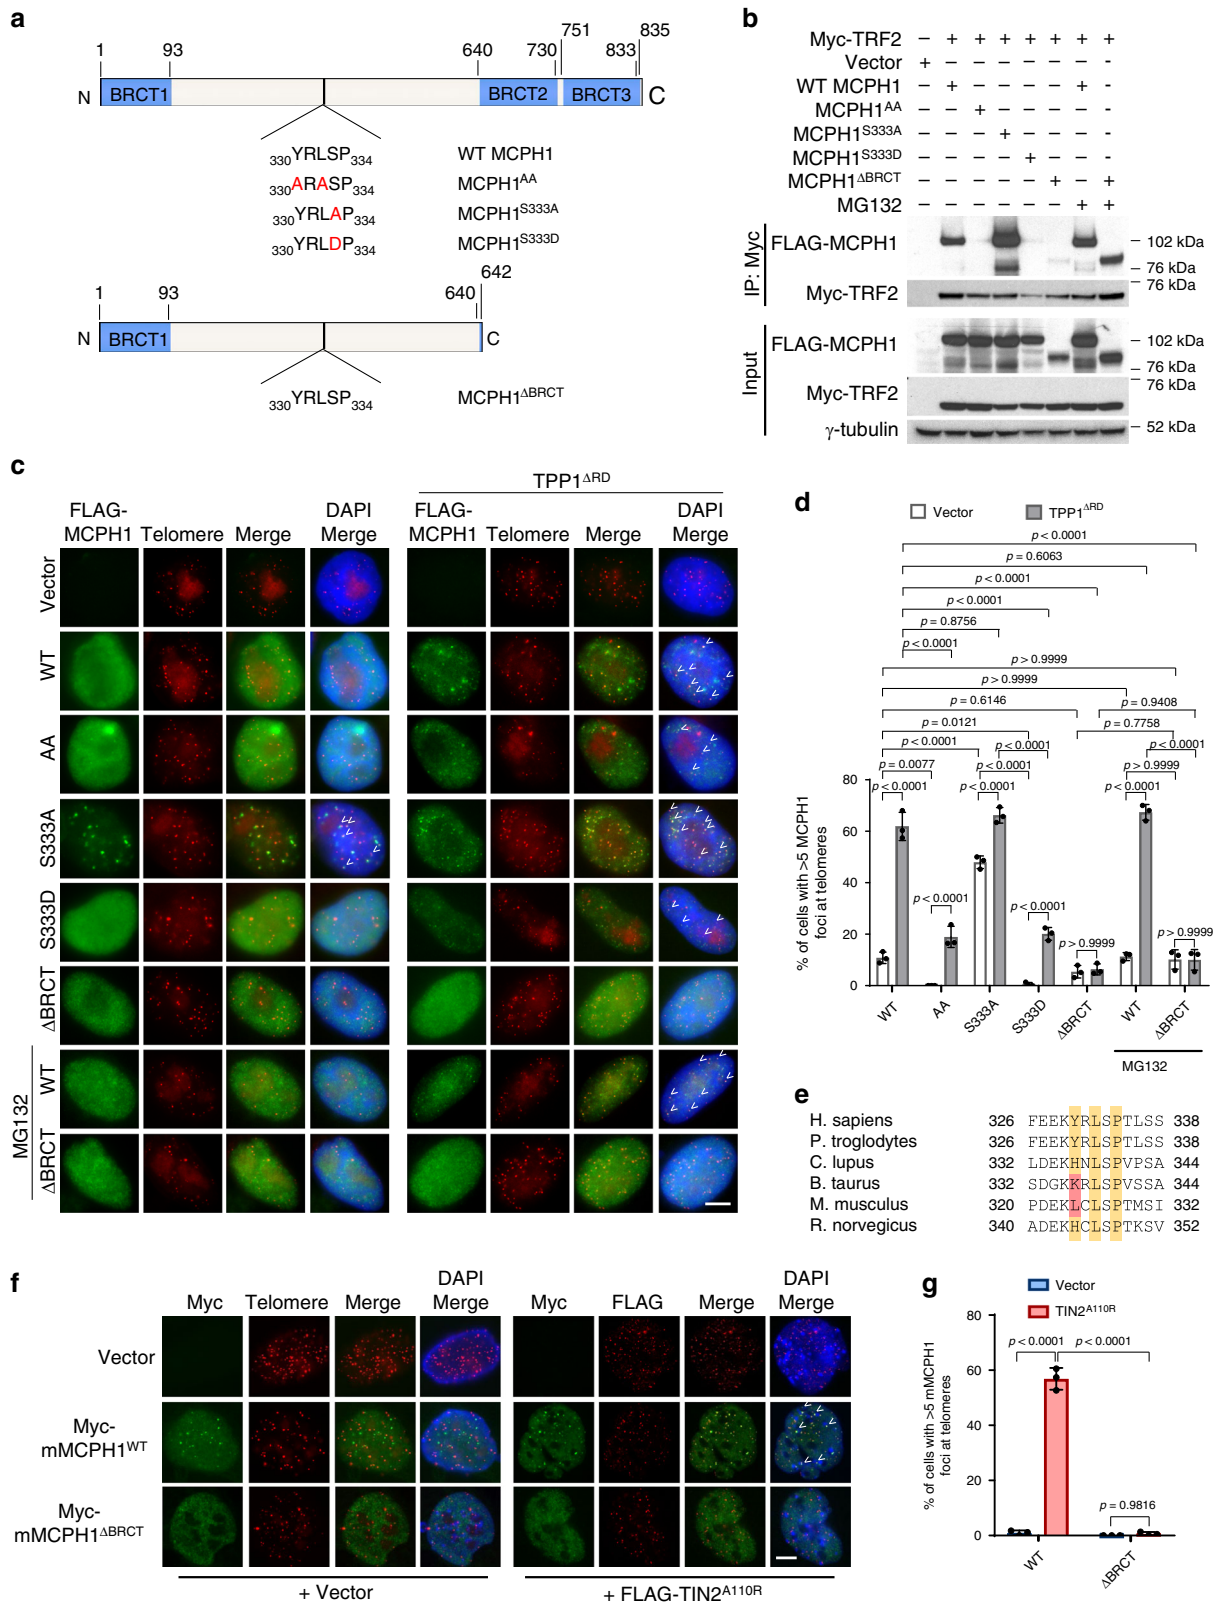 a
751 835
1 93 640 730 833
N BRCT1 BRCT2 BRCT3 C
330YRLSP334 WT MCPH1
330ARASP334 MCPH1AA
330YRLAP334 MCPH1S333A
330YRLDP334 MCPH1S333D
642
1 93 640
N BRCT1 C
330YRLSP334 MCPH1ΔBRCT
b
Myc-TRF2 – + + + + + + +
Vector + – – – – – – -
WT MCPH1 – + – – – – + -
MCPH1AA – – + – – – – -
MCPH1S333A – – – + – – – -
MCPH1S333D – – – – + – – -
MCPH1ΔBRCT – – – – – + – +
MG132 – – – – – – + +
IP: Myc
FLAG-MCPH1
– 102 kDa
– 76 kDa
Myc-TRF2
– 76 kDa
Input
FLAG-MCPH1
– 102 kDa
– 76 kDa
Myc-TRF2
– 76 kDa
γ-tubulin – 52 kDa
c
TPP1ΔRD
FLAG-MCPH1 Telomere Merge DAPI Merge FLAG-MCPH1 Telomere Merge DAPI Merge
Vector
WT
AA
S333A
S333D
ΔBRCT
MG132
WT
ΔBRCT
d
Vector TPP1ΔRD
p < 0.0001
p = 0.6063
p < 0.0001
p < 0.0001
p = 0.8756
p < 0.0001
p > 0.9999
p > 0.9999
p = 0.6146 p = 0.9408
p = 0.0121 p = 0.7758
p < 0.0001 p < 0.0001 p < 0.0001
p = 0.0077 p < 0.0001 p > 0.9999
p < 0.0001 p < 0.0001 p < 0.0001
p < 0.0001 p < 0.0001 p > 0.9999 p > 0.9999
% of cells with >5 MCPH1 foci at telomeres
80
60
40
20
0
WT AA S333A S333D ΔBRCT WT ΔBRCT
MG132
e
H. sapiens 326 FEEKYRLSPTLSS 338
P. troglodytes 326 FEEKYRLSPTLSS 338
C. lupus 332 LDEKHNLSPVPSA 344
B. taurus 332 SDGKKRLSPVSSA 344
M. musculus 320 PDEKLCLSPTMSI 332
R. norvegicus 340 ADEKHCLSPTKSV 352
f
Myc Telomere Merge DAPI Merge Myc FLAG Merge DAPI Merge
Vector
Myc-mMCPH1WT
Myc-mMCPH1ΔBRCT
+ Vector + FLAG-TIN2A110R
g
Vector
TIN2A110R
p < 0.0001 p < 0.0001
p = 0.9816
% of cells with >5 mMCPH1 foci at telomeres
80
60
40
20
0
WT ΔBRCT